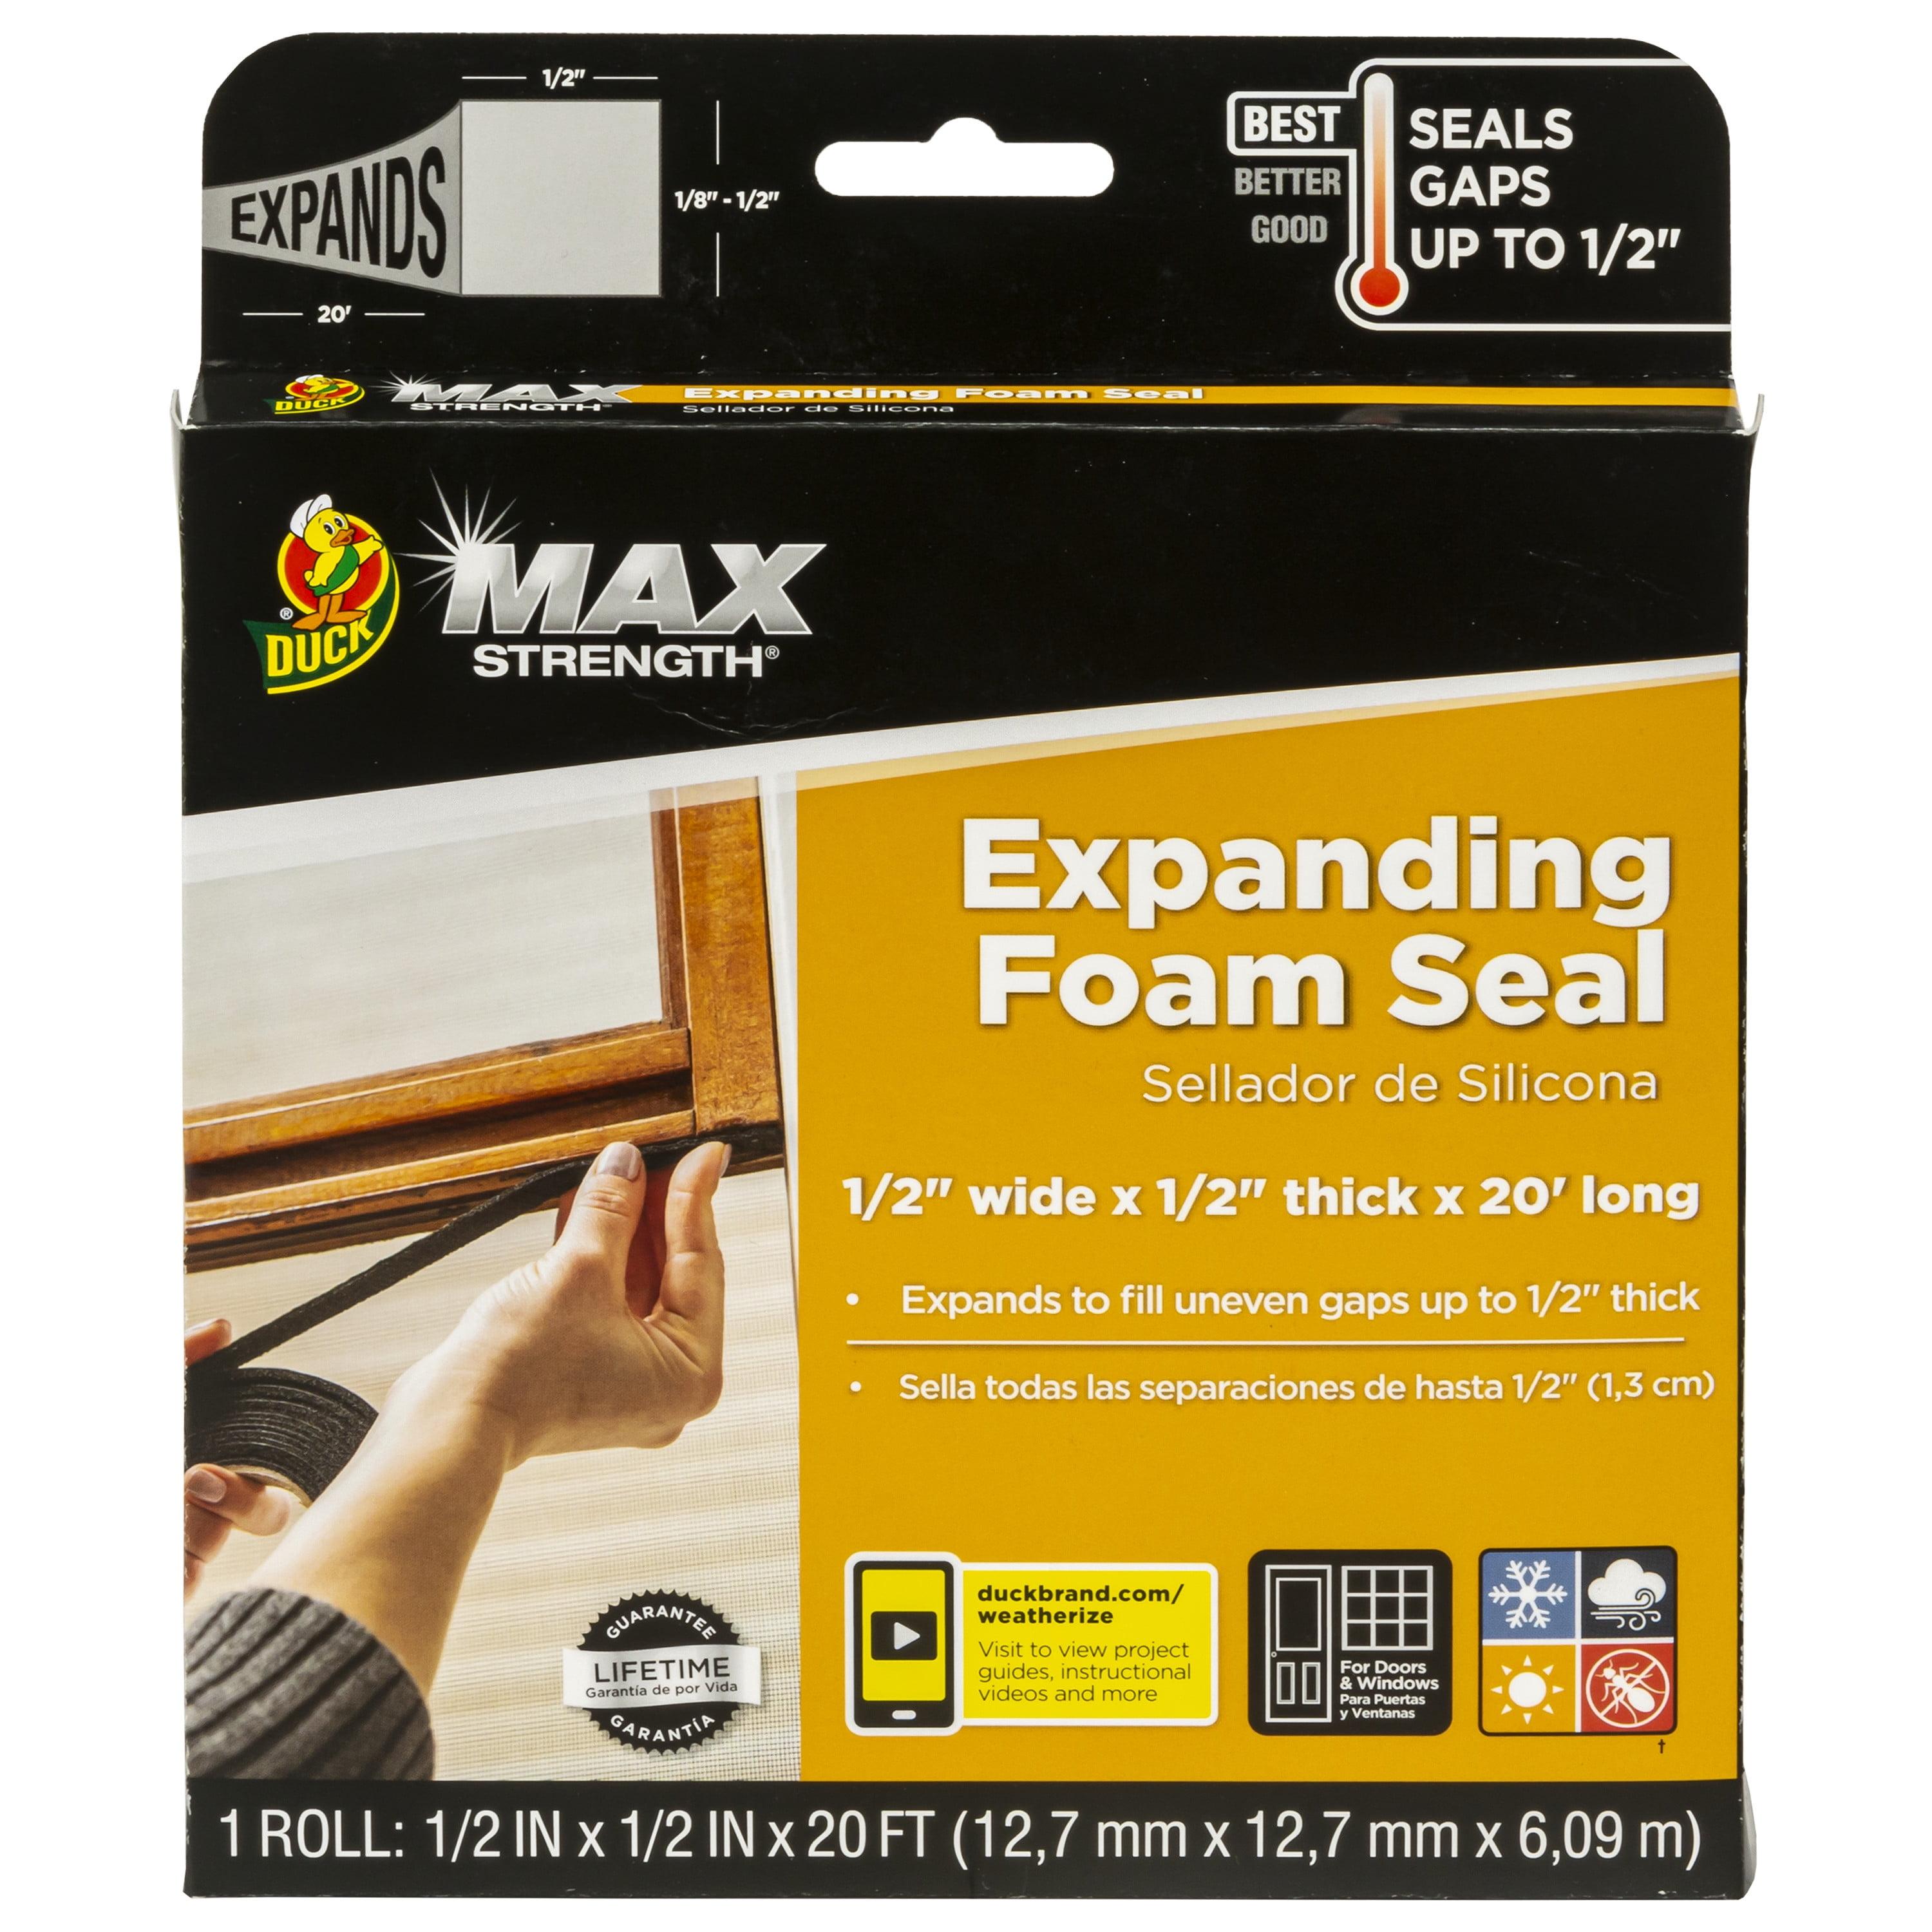 1/2"
EXPANDS
1/8" - 1/2"
20'
BEST
BETTER
GOOD
SEALS
GAPS
UP TO 1/2"
DUCK
MAX
STRENGTH
Expanding Foam Seal
Sellador de Silicona
® DUCK
MAX
STRENGTH®
Expanding
Foam Seal
Sellador de Silicona
1/2" wide x 1/2" thick x 20' long
• Expands to fill uneven gaps up to 1/2" thick
• Sella todas las separaciones de hasta 1/2" (1,3 cm)
GUARANTEE
LIFETIME
Garantía de por Vida
GARANTÍA
duckbrand.com/
weatherize
Visit to view project
guides, instructional
videos and more
For Doors
& Windows
Para Puertas
y Ventanas
†
1 ROLL: 1/2 IN x 1/2 IN x 20 FT (12,7 mm x 12,7 mm x 6,09 m)